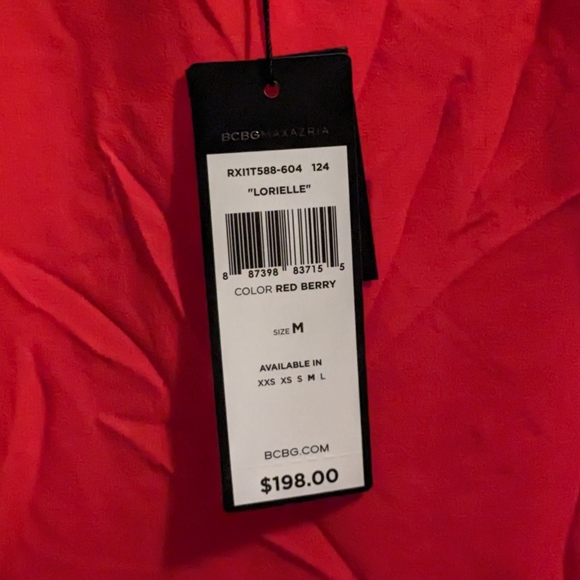 BCBGMAXAZRIA
RXI1T588-604 124
"LORIELLE"
8 87398 83715 5
COLOR RED BERRY
SIZE M
AVAILABLE IN
XXS XS S M L
BCBG.COM
$198.00